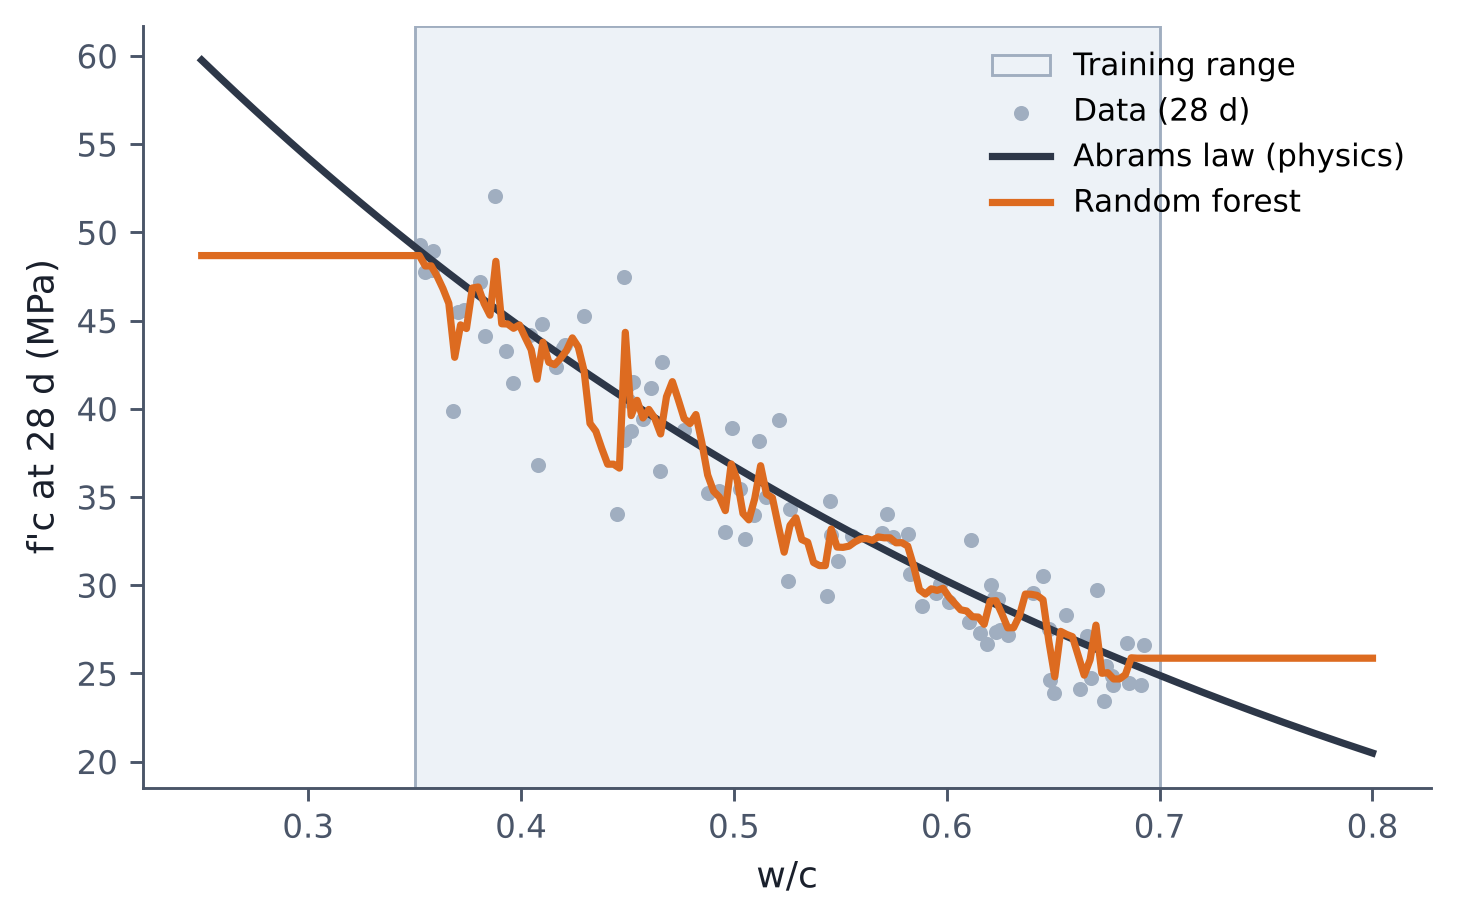 60
55
50
45
40
35
30
25
20
f'c at 28 d (MPa)
Training range
Data (28 d)
Abrams law (physics)
Random forest
0.3 0.4 0.5 0.6 0.7 0.8
w/c